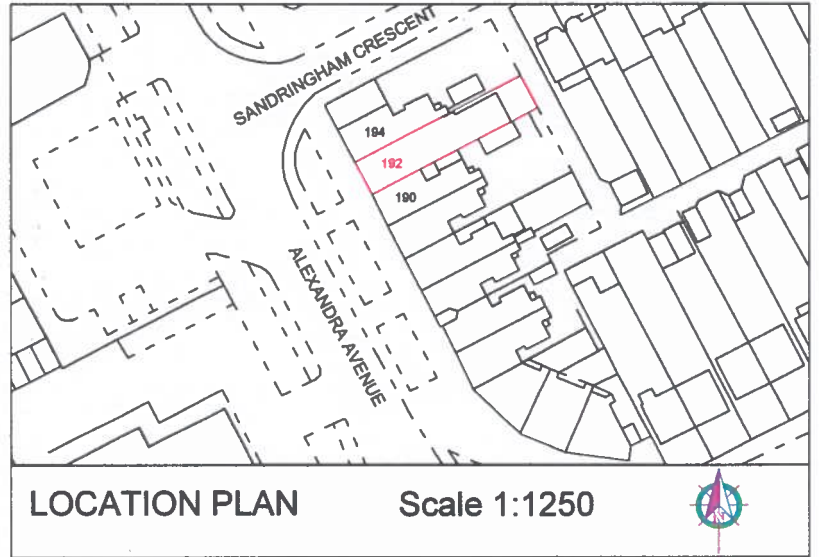 SANDRINGHAM CRESCENT
194
192
190
ALEXANDRA AVENUE
LOCATION PLAN Scale 1:1250
N